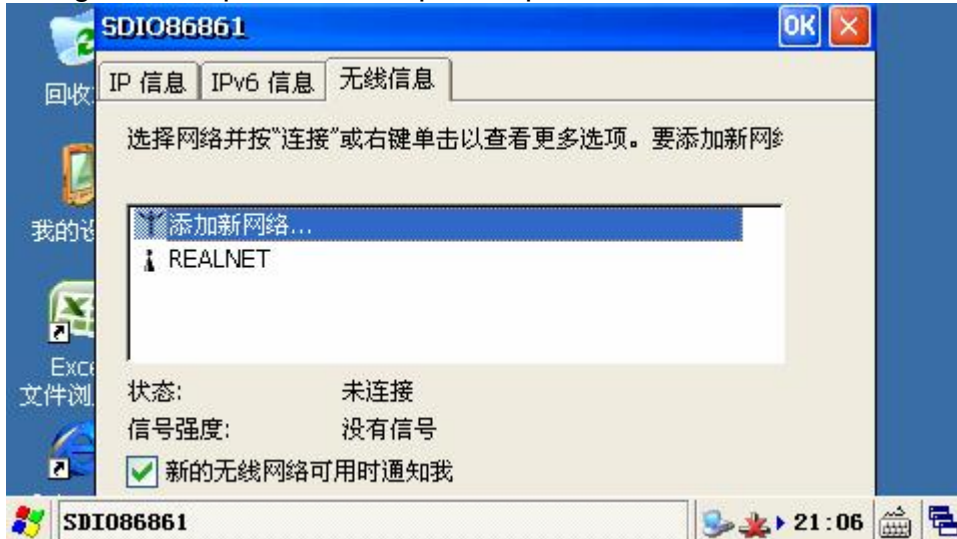 SDIO86861
OK
IP 信息
IPv6 信息
无线信息
选择网络并按"连接"或右键单击以查看更多选项。要添加新网络
添加新网络...
REALNET
状态: 未连接
信号强度: 没有信号
新的无线网络可用时通知我
回收
我的设
Exce
文件浏
SDIO86861
21:06